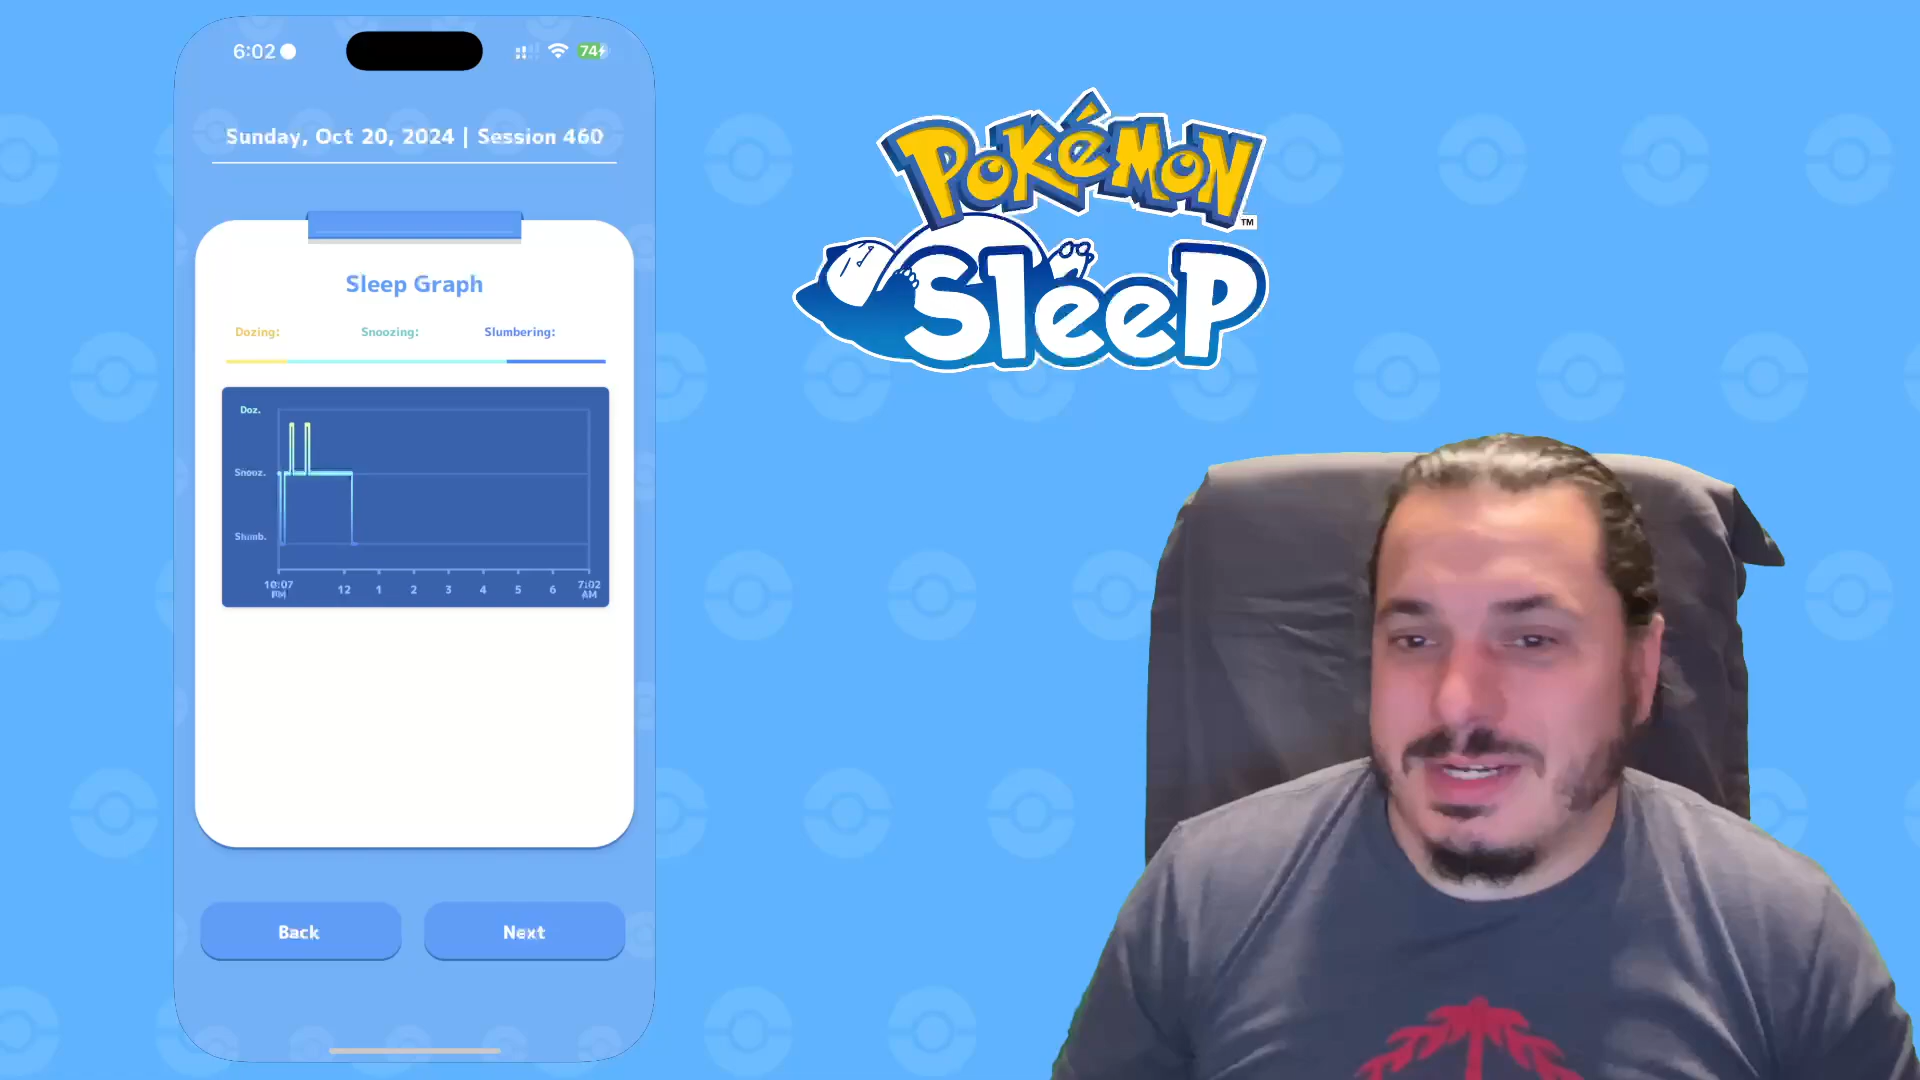 6:02
74
Sunday, Oct 20, 2024 | Session 460
Sleep Graph
Dozing: Snoozing: Slumbering:
Doz.
Snooz.
Slumb.
10:07 PM 12 1 2 3 4 5 6 7:02 AM
Back Next
POKÉMON
TM
Sleep